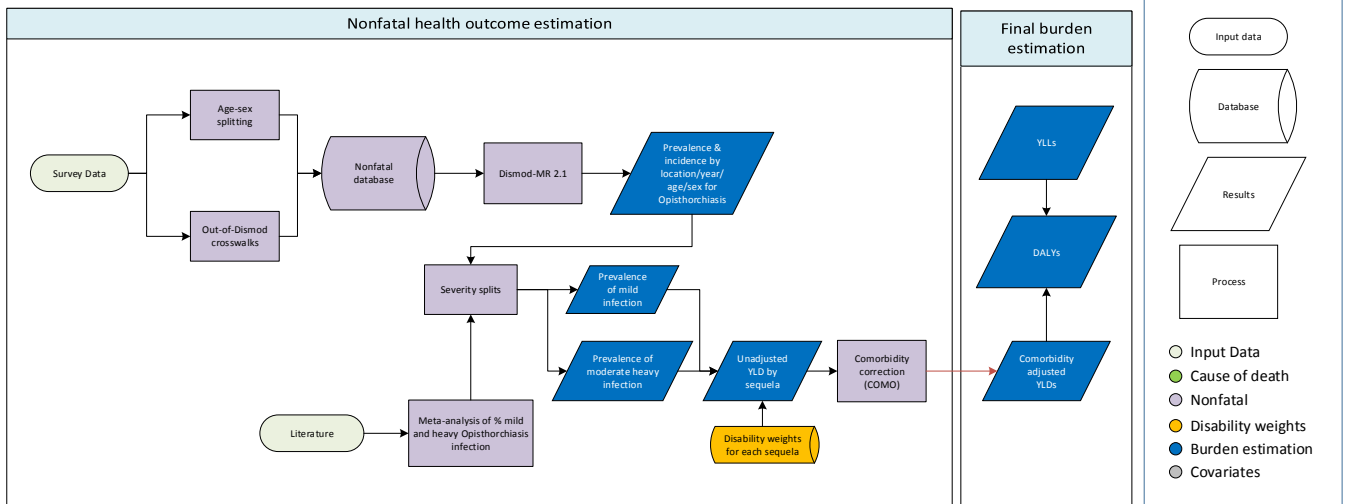 Nonfatal health outcome estimation
Final burden
estimation
Survey Data
Age-sex
splitting
Out-of-Dismod
crosswalks
Nonfatal
database
Dismod-MR 2.1
Prevalence &
incidence by
location/year/
age/sex for
Opisthorchiasis
Severity splits
Prevalence
of mild
infection
Prevalence of
moderate heavy
infection
Unadjusted
YLD by
sequela
Comorbidity
correction
(COMO)
Literature
Meta-analysis of % mild
and heavy Opisthorchiasis
infection
Disability weights
for each sequela
YLLs
DALYs
Comorbidity
adjusted
YLDs
Input data
Database
Results
Process
Input Data
Cause of death
Nonfatal
Disability weights
Burden estimation
Covariates